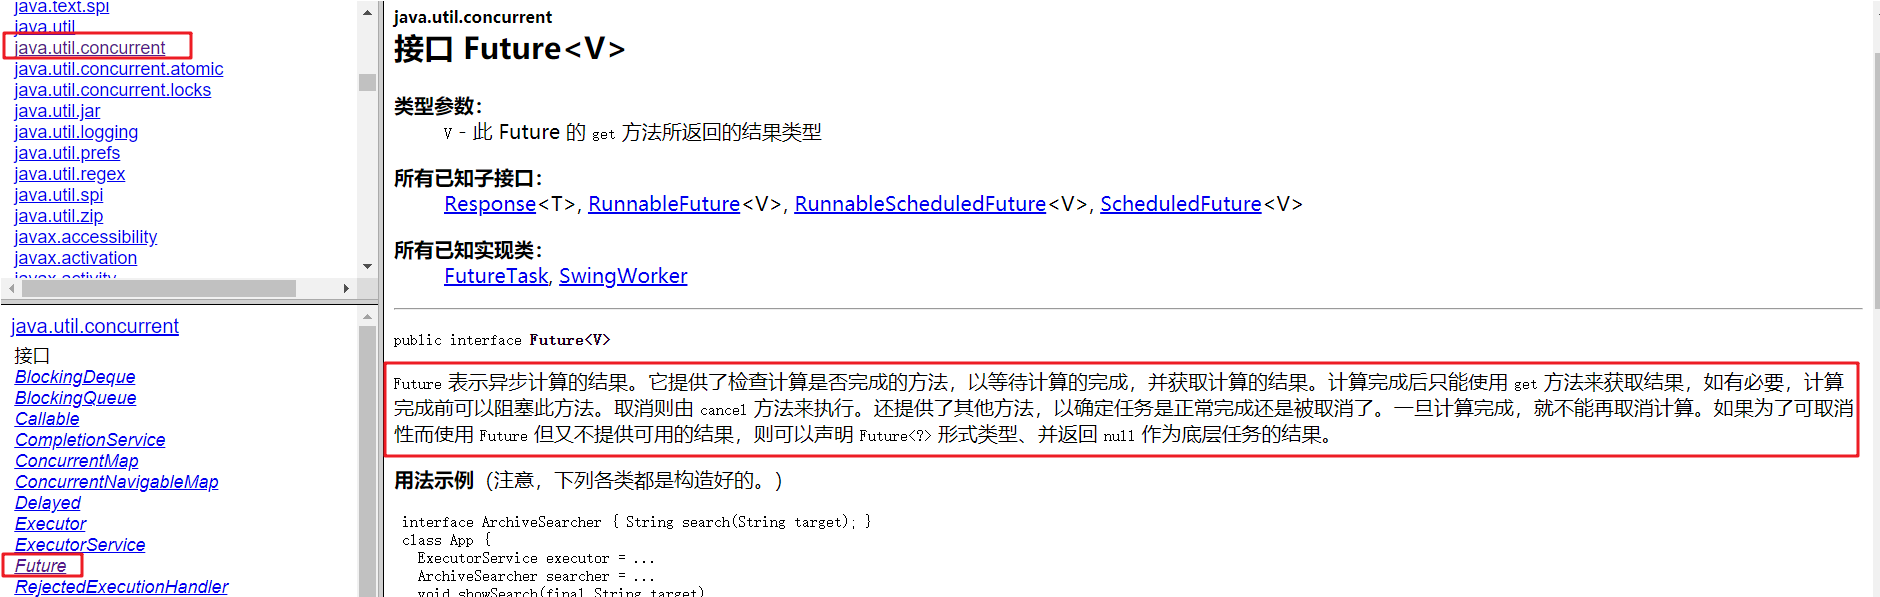 java.text.spi
java.util
java.util.concurrent
java.util.concurrent.atomic
java.util.concurrent.locks
java.util.jar
java.util.logging
java.util.prefs
java.util.regex
java.util.spi
java.util.zip
javax.accessibility
javax.activation
javax.activity
java.util.concurrent
接口
BlockingDeque
BlockingQueue
Callable
CompletionService
ConcurrentMap
ConcurrentNavigableMap
Delayed
Executor
ExecutorService
Future
RejectedExecutionHandler
java.util.concurrent
接口 Future<V>
类型参数：
V - 此 Future 的 get 方法所返回的结果类型
所有已知子接口：
Response<T>, RunnableFuture<V>, RunnableScheduledFuture<V>, ScheduledFuture<V>
所有已知实现类：
FutureTask, SwingWorker
public interface Future<V>
Future 表示异步计算的结果。它提供了检查计算是否完成的方法，以等待计算的完成，并获取计算的结果。计算完成后只能使用 get 方法来获取结果，如有必要，计算
完成前可以阻塞此方法。取消则由 cancel 方法来执行。还提供了其他方法，以确定任务是正常完成还是被取消了。一旦计算完成，就不能再取消计算。如果为了可取消
性而使用 Future 但又不提供可用的结果，则可以声明 Future<?> 形式类型、并返回 null 作为底层任务的结果。
用法示例（注意，下列各类都是构造好的。）
interface ArchiveSearcher { String search(String target); }
class App {
ExecutorService executor = ...
ArchiveSearcher searcher = ...
void showSearch(final String target)